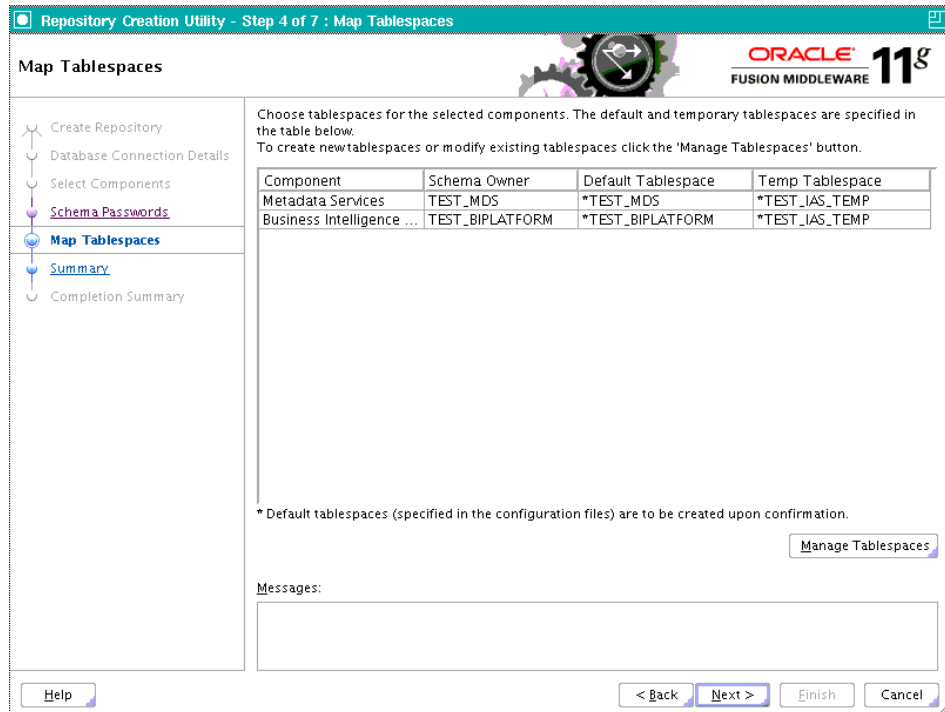 Repository Creation Utility - Step 4 of 7 : Map Tablespaces
Map Tablespaces
ORACLE
FUSION MIDDLEWARE
11g
Create Repository
Database Connection Details
Select Components
Schema Passwords
Map Tablespaces
Summary
Completion Summary
Choose tablespaces for the selected components. The default and temporary tablespaces are specified in
the table below.
To create new tablespaces or modify existing tablespaces click the 'Manage Tablespaces' button.
Component Schema Owner Default Tablespace Temp Tablespace
Metadata Services TEST_MDS *TEST_MDS *TEST_IAS_TEMP
Business Intelligence ... TEST_BIPLATFORM *TEST_BIPLATFORM *TEST_IAS_TEMP
* Default tablespaces (specified in the configuration files) are to be created upon confirmation.
Manage Tablespaces
Messages:
Help < Back Next > Finish Cancel